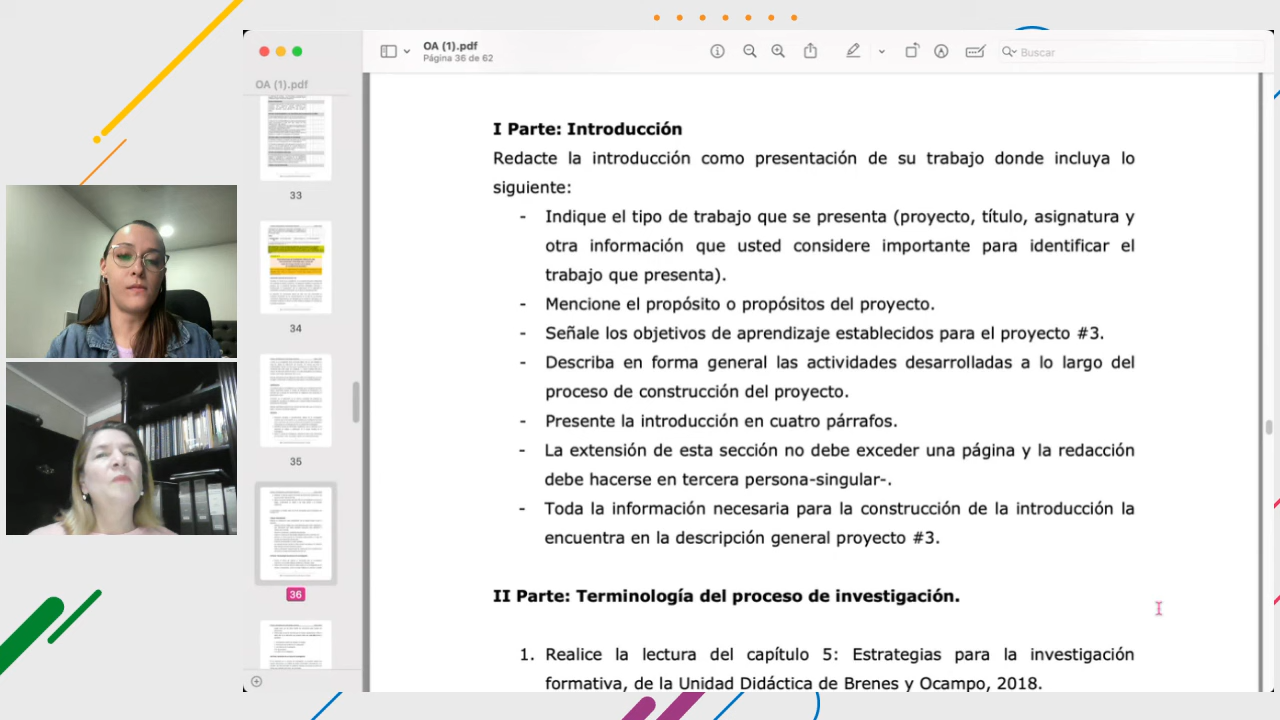 OA (1).pdf
Página 36 de 62
Buscar
OA (1).pdf
33
34
35
36
I Parte: Introducción
Redacte la introducción como presentación de su trabajo donde incluya lo
siguiente:
- Indique el tipo de trabajo que se presenta (proyecto, título, asignatura y
otra información que usted considere importante para identificar el
trabajo que presenta).
- Mencione el propósito o propósitos del proyecto.
- Señale los objetivos de aprendizaje establecidos para el proyecto #3.
- Describa en forma general las actividades desarrolladas a lo largo del
proceso de construcción del proyecto.
- Presente la introducción en cuatro párrafos.
- La extensión de esta sección no debe exceder una página y la redacción
debe hacerse en tercera persona-singular-.
- Toda la información necesaria para la construcción de la introduccion la
encuentra en la descripcion general proyecto #3.
II Parte: Terminología del proceso de investigación.
1. Realice la lectura del capítulo 5: Estrategias para la investigación
formativa, de la Unidad Didáctica de Brenes y Ocampo, 2018.